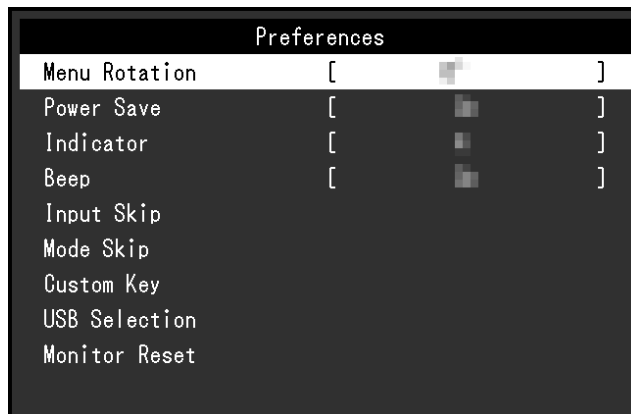 Preferences
Menu Rotation [ ]
Power Save [ ]
Indicator [ ]
Beep [ ]
Input Skip
Mode Skip
Custom Key
USB Selection
Monitor Reset